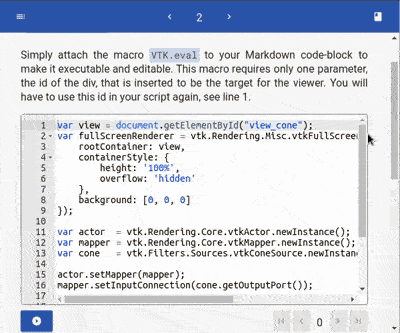 2
Simply attach the macro VTK.eval to your Markdown code-block to
make it executable and editable. This macro requires only one parameter,
the id of the div, that is inserted to be the target for the viewer. You will
have to use this id in your script again, see line 1.
1 var view = document.getElementById("view_cone");
2 var fullScreenRenderer = vtk.Rendering.Misc.vtkFullScreen
3 rootContainer: view,
4 containerStyle: {
5 height: '100%',
6 overflow: 'hidden'
7 },
8 background: [0, 0, 0]
9 });
10
11 var actor = vtk.Rendering.Core.vtkActor.newInstance();
12 var mapper = vtk.Rendering.Core.vtkMapper.newInstance();
13 var cone = vtk.Filters.Sources.vtkConeSource.newInstan
14
15 actor.setMapper(mapper);
16 mapper.setInputConnection(cone.getOutputPort());
17
0